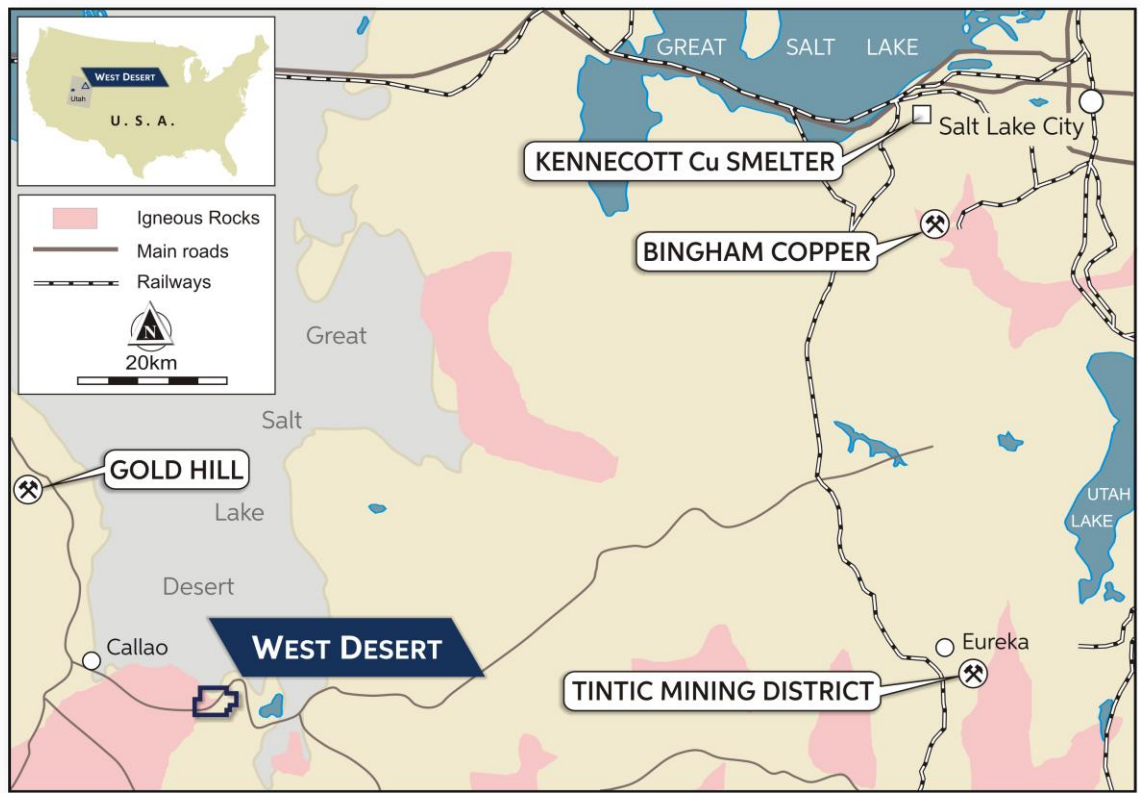 WEST DESERT
Utah
U. S. A.
Igneous Rocks
Main roads
Railways
N
20km
GREAT SALT LAKE
Salt Lake City
KENNECOTT Cu SMELTER
BINGHAM COPPER
Great
Salt
Lake
Desert
GOLD HILL
UTAH
LAKE
Callao
WEST DESERT
Eureka
TINTIC MINING DISTRICT